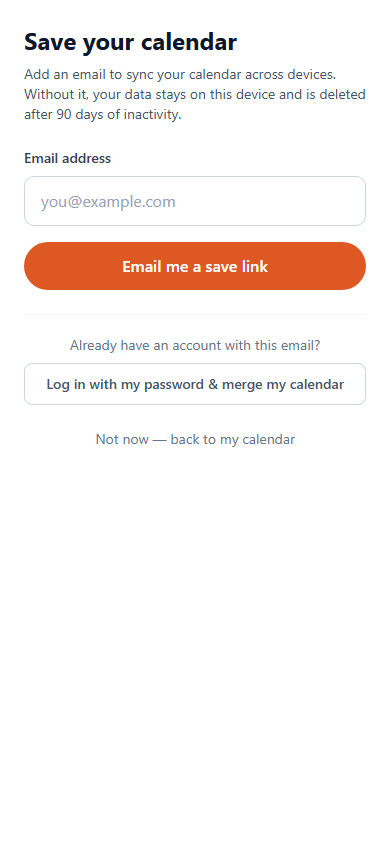 Save your calendar
Add an email to sync your calendar across devices.
Without it, your data stays on this device and is deleted
after 90 days of inactivity.
Email address
you@example.com
Email me a save link
Already have an account with this email?
Log in with my password & merge my calendar
Not now — back to my calendar